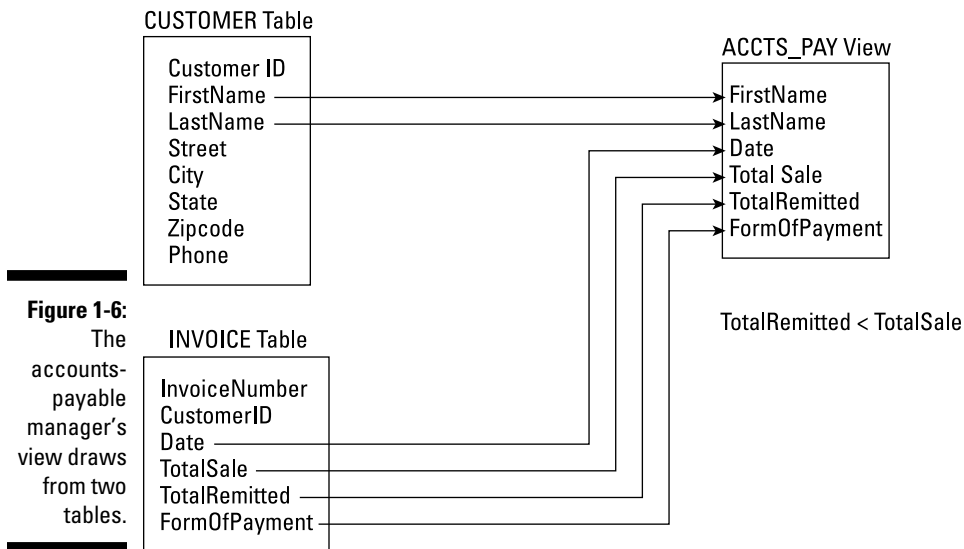 CUSTOMER Table
Customer ID
FirstName
LastName
Street
City
State
Zipcode
Phone
ACCTS_PAY View
FirstName
LastName
Date
Total Sale
TotalRemitted
FormOfPayment
TotalRemitted < TotalSale
INVOICE Table
InvoiceNumber
CustomerID
Date
TotalSale
TotalRemitted
FormOfPayment
Figure 1-6:
The
accounts-
payable
manager's
view draws
from two
tables.